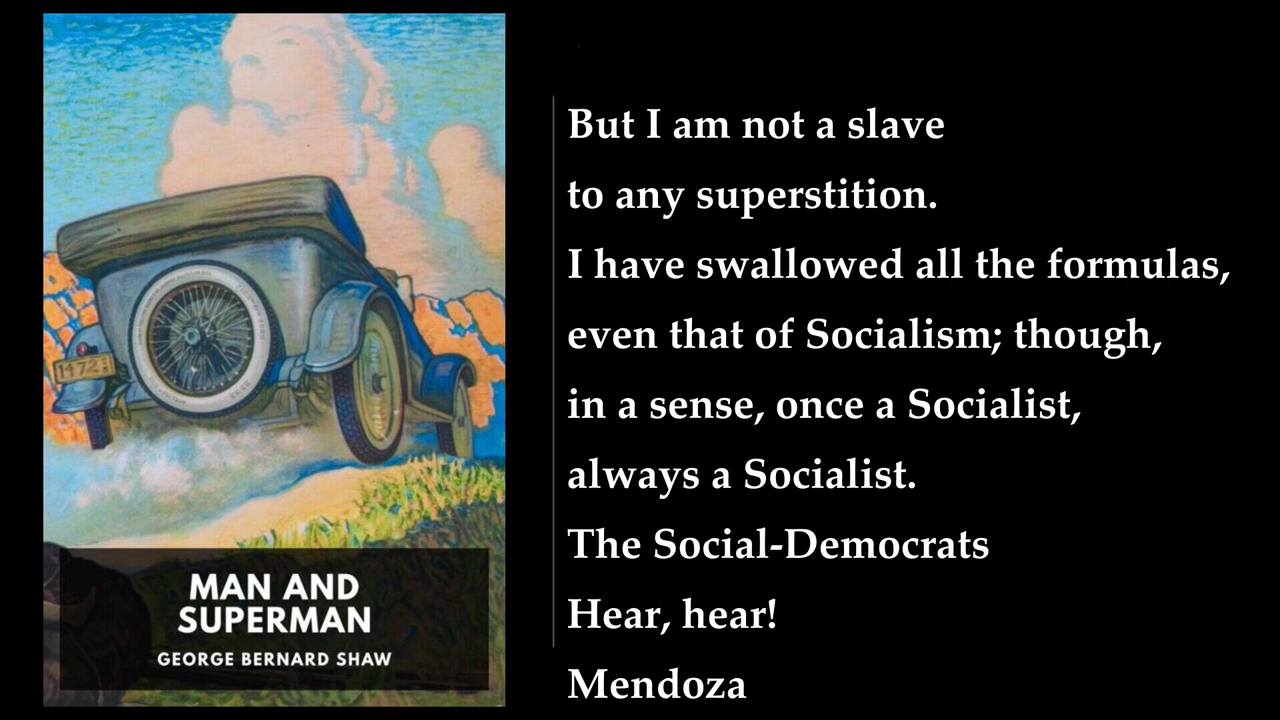 1472
MAN AND
SUPERMAN
GEORGE BERNARD SHAW
But I am not a slave
to any superstition.
I have swallowed all the formulas,
even that of Socialism; though,
in a sense, once a Socialist,
always a Socialist.
The Social-Democrats
Hear, hear!
Mendoza